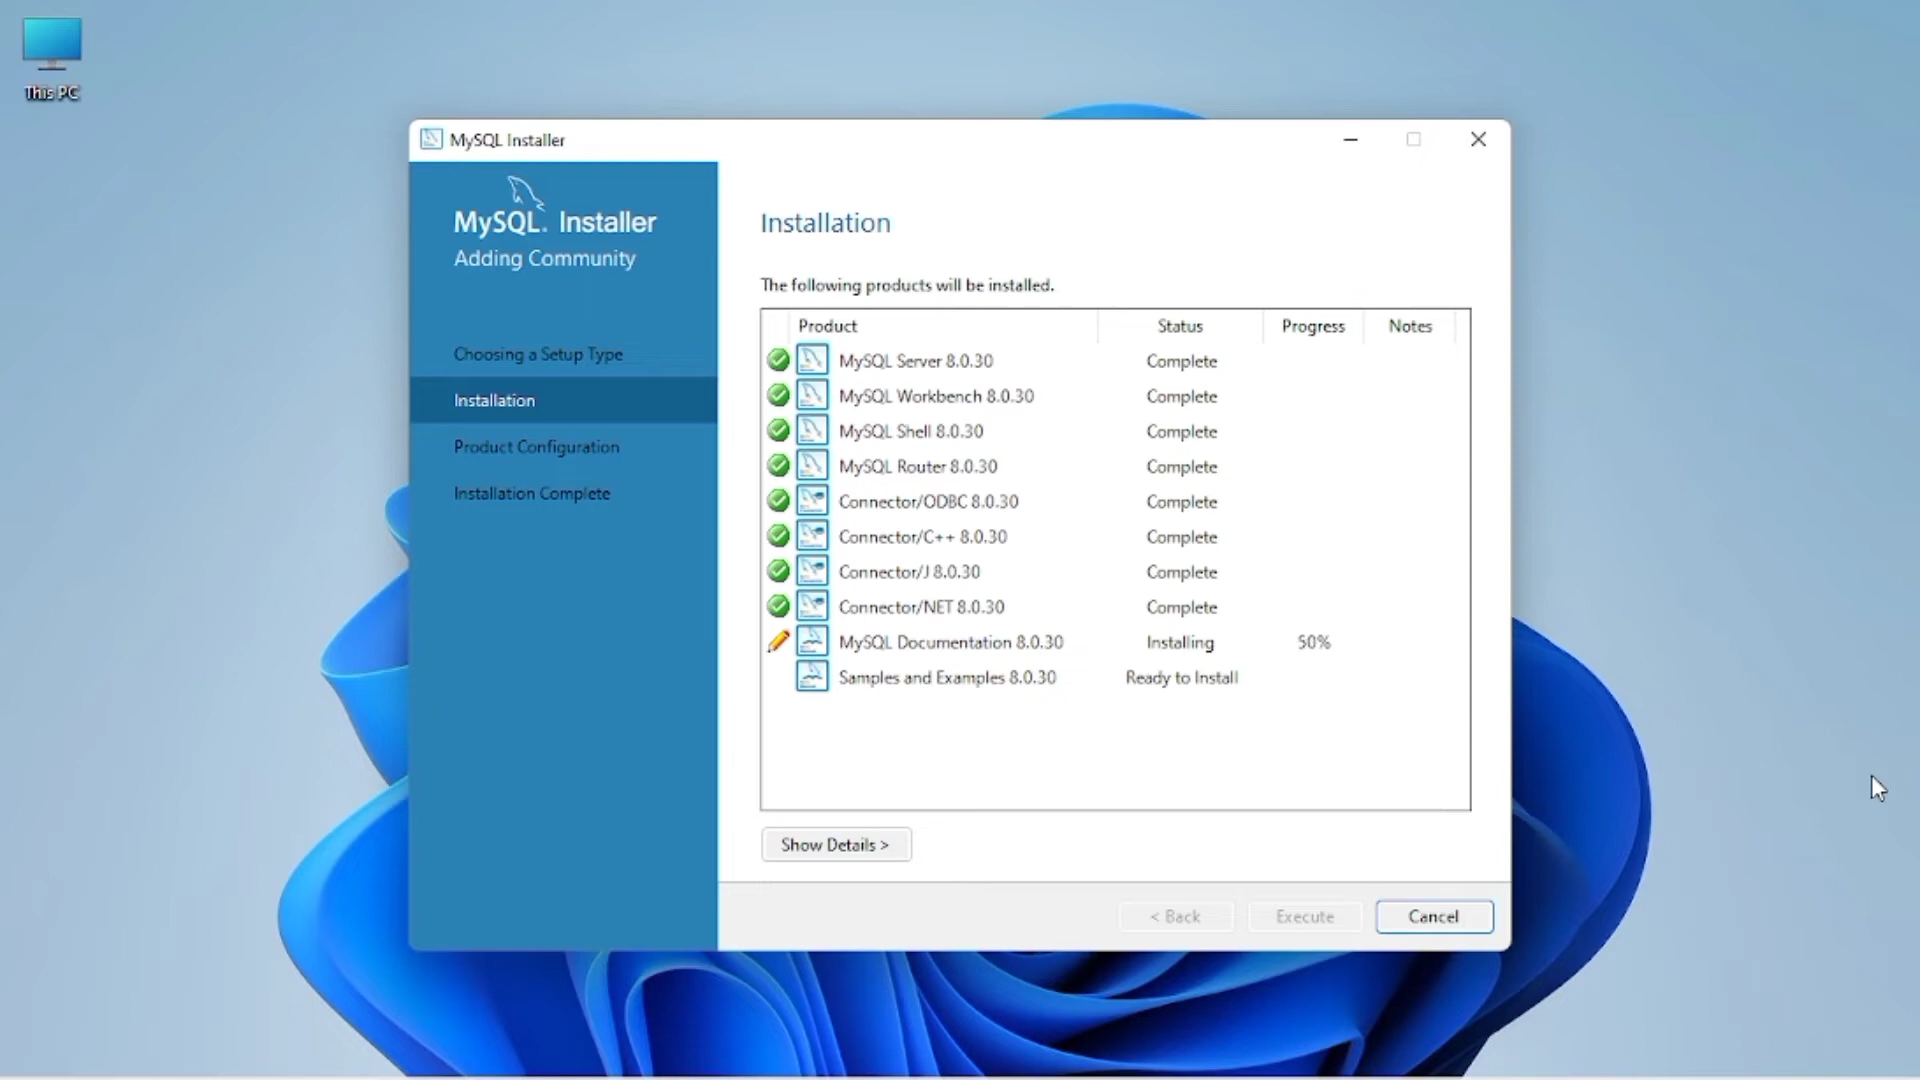 This PC
MySQL Installer
MySQL. Installer
Adding Community
Choosing a Setup Type
Installation
Product Configuration
Installation Complete
Installation
The following products will be installed.
Product Status Progress Notes
MySQL Server 8.0.30 Complete
MySQL Workbench 8.0.30 Complete
MySQL Shell 8.0.30 Complete
MySQL Router 8.0.30 Complete
Connector/ODBC 8.0.30 Complete
Connector/C++ 8.0.30 Complete
Connector/J 8.0.30 Complete
Connector/NET 8.0.30 Complete
MySQL Documentation 8.0.30 Installing 50%
Samples and Examples 8.0.30 Ready to Install
Show Details >
< Back Execute Cancel